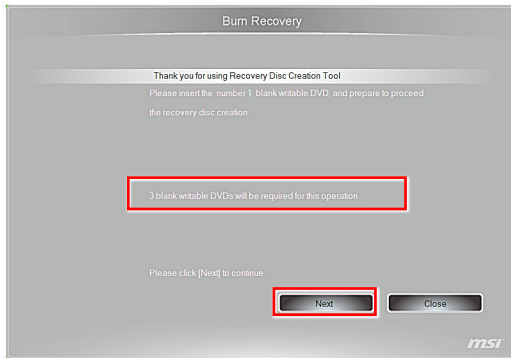 Burn Recovery
Thank you for using Recovery Disc Creation Tool
Please insert the number 1 blank writable DVD, and prepare to proceed
the recovery disc creation
3 blank writable DVDs will be required for this operation
Please click [Next] to continue
Next Close
msi